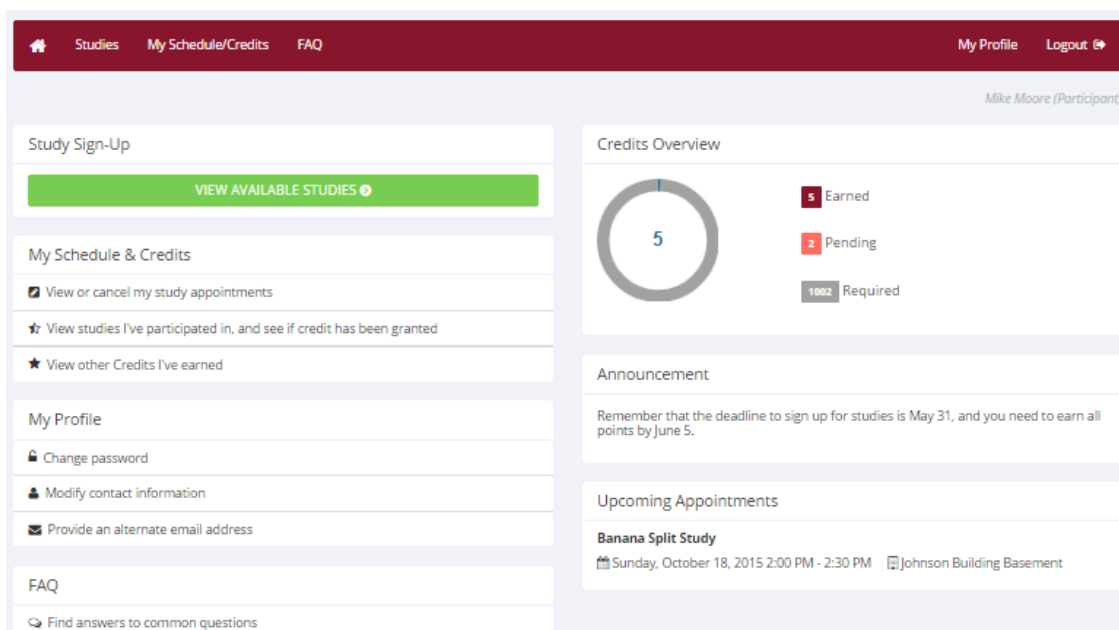 Studies My Schedule/Credits FAQ My Profile Logout
Mike Moore (Participant
Study Sign-Up
VIEW AVAILABLE STUDIES
My Schedule & Credits
View or cancel my study appointments
View studies I've participated in, and see if credit has been granted
View other Credits I've earned
My Profile
Change password
Modify contact information
Provide an alternate email address
FAQ
Find answers to common questions
Credits Overview
5
5 Earned
2 Pending
1002 Required
Announcement
Remember that the deadline to sign up for studies is May 31, and you need to earn all
points by June 5.
Upcoming Appointments
Banana Split Study
Sunday, October 18, 2015 2:00 PM - 2:30 PM Johnson Building Basement